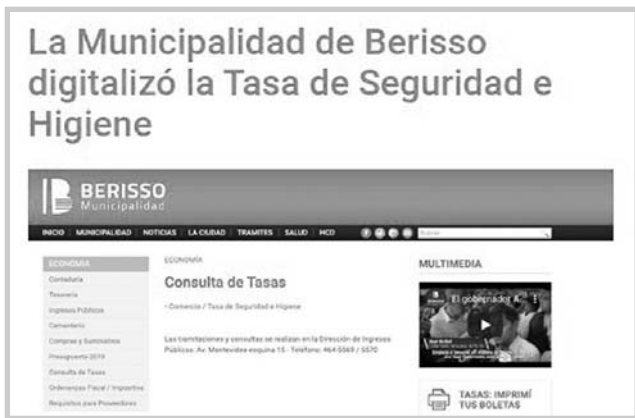 La Municipalidad de Berisso
digitalizó la Tasa de Seguridad e
Higiene
BERISSO
Municipalidad
INICIO MUNICIPALIDAD NOTICIAS LA CIUDAD TRAMITES SALUD HCD Buscar
ECONOMÍA
Contaduría
Tesorería
Ingresos Públicos
Cementerio
Compras y Suministros
Presupuesto 2019
Consulta de Tasas
Ordenanzas Fiscal / Impositiva
Requisitos para Proveedores
ECONOMÍA
Consulta de Tasas
- Comercio / Tasa de Seguridad e Higiene
Las tramitaciones y consultas se realizan en la Dirección de Ingresos
Públicos. Av. Montevideo esquina 15 - Teléfono: 464-5569 / 5570
MULTIMEDIA
El gobernador A...
TASAS: IMPRIMÍ
TUS BOLETAS